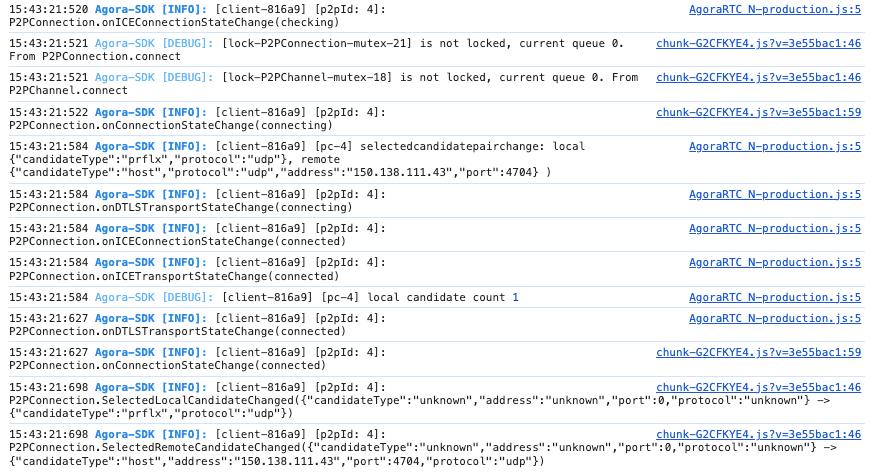 15:43:21:520 Agora-SDK [INFO]: [client-816a9] [p2pId: 4]: AgoraRTC N-production.js:5
P2PConnection.onICEConnectionStateChange(checking)
15:43:21:521 Agora-SDK [DEBUG]: [lock-P2PConnection-mutex-21] is not locked, current queue 0. chunk-G2CFKYE4.js?v=3e55bac1:46
From P2PConnection.connect
15:43:21:521 Agora-SDK [DEBUG]: [lock-P2PChannel-mutex-18] is not locked, current queue 0. From chunk-G2CFKYE4.js?v=3e55bac1:46
P2PChannel.connect
15:43:21:522 Agora-SDK [INFO]: [client-816a9] [p2pId: 4]: chunk-G2CFKYE4.js?v=3e55bac1:59
P2PConnection.onConnectionStateChange(connecting)
15:43:21:584 Agora-SDK [INFO]: [client-816a9] [pc-4] selectedcandidatepairchange: local AgoraRTC N-production.js:5
{"candidateType":"prflx","protocol":"udp"}, remote
{"candidateType":"host","protocol":"udp","address":"150.138.111.43","port":4704} )
15:43:21:584 Agora-SDK [INFO]: [client-816a9] [p2pId: 4]: AgoraRTC N-production.js:5
P2PConnection.onDTLSTransportStateChange(connecting)
15:43:21:584 Agora-SDK [INFO]: [client-816a9] [p2pId: 4]: AgoraRTC N-production.js:5
P2PConnection.onICEConnectionStateChange(connected)
15:43:21:584 Agora-SDK [INFO]: [client-816a9] [p2pId: 4]: AgoraRTC N-production.js:5
P2PConnection.onICETransportStateChange(connected)
15:43:21:584 Agora-SDK [DEBUG]: [client-816a9] [pc-4] local candidate count 1 AgoraRTC N-production.js:5
15:43:21:627 Agora-SDK [INFO]: [client-816a9] [p2pId: 4]: AgoraRTC N-production.js:5
P2PConnection.onDTLSTransportStateChange(connected)
15:43:21:627 Agora-SDK [INFO]: [client-816a9] [p2pId: 4]: chunk-G2CFKYE4.js?v=3e55bac1:59
P2PConnection.onConnectionStateChange(connected)
15:43:21:698 Agora-SDK [INFO]: [client-816a9] [p2pId: 4]: chunk-G2CFKYE4.js?v=3e55bac1:46
P2PConnection.SelectedLocalCandidateChanged({"candidateType":"unknown","address":"unknown","port":0,"protocol":"unknown"} ->
{"candidateType":"prflx","protocol":"udp"})
15:43:21:698 Agora-SDK [INFO]: [client-816a9] [p2pId: 4]: chunk-G2CFKYE4.js?v=3e55bac1:46
P2PConnection.SelectedRemoteCandidateChanged({"candidateType":"unknown","address":"unknown","port":0,"protocol":"unknown"} ->
{"candidateType":"host","address":"150.138.111.43","port":4704,"protocol":"udp"})